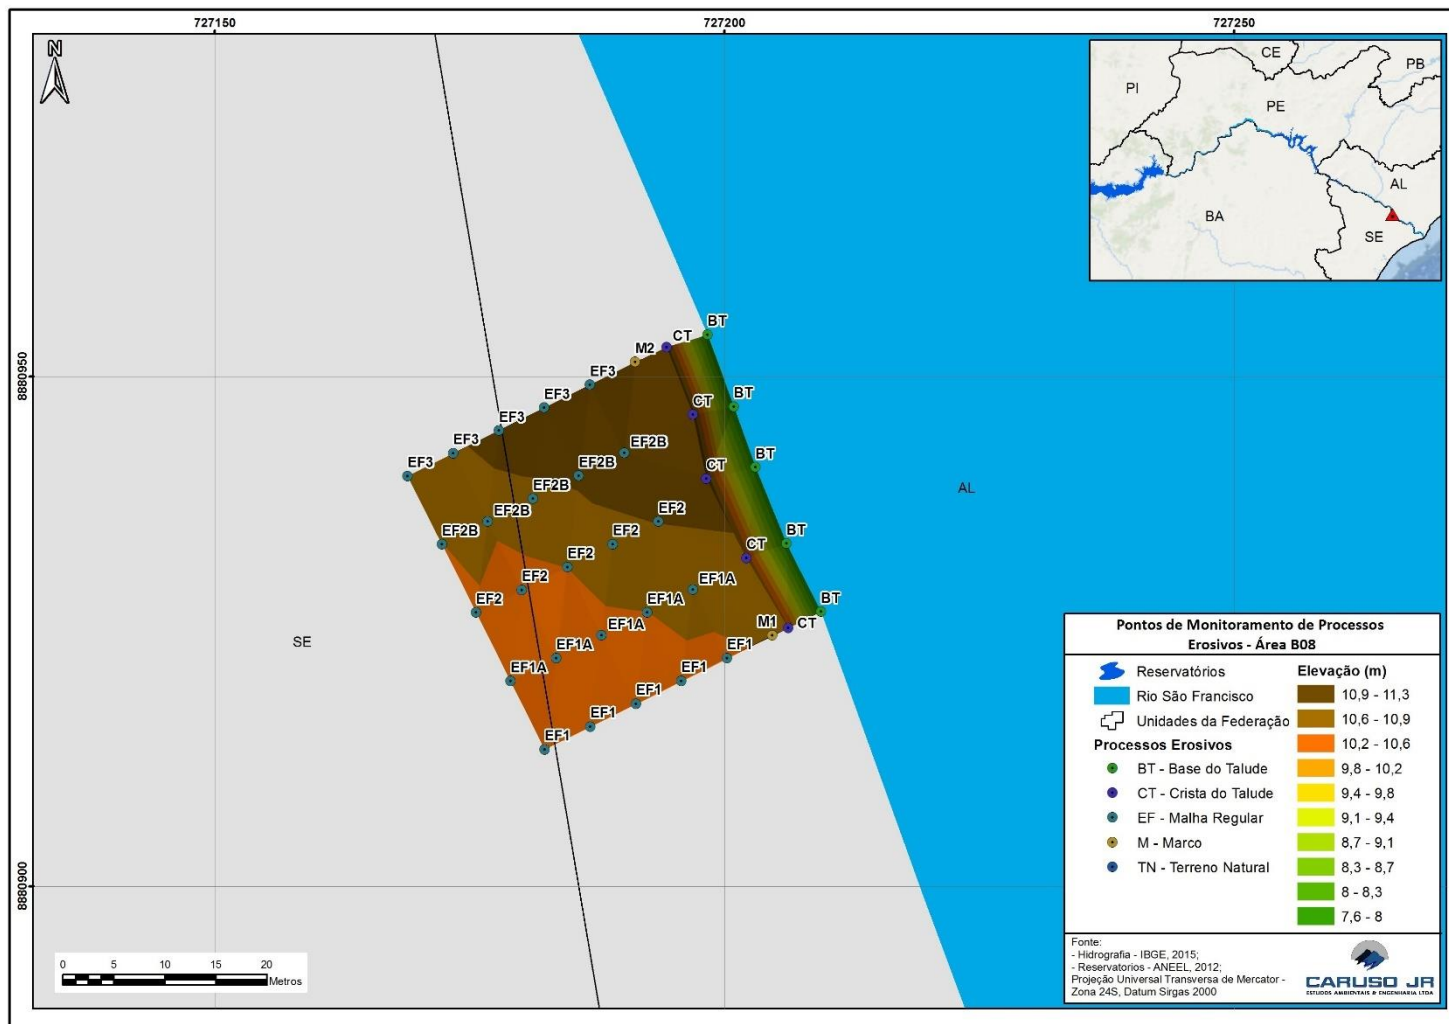 727150
727200
727250
N
8880950
8880900
CE
PB
PI
PE
AL
BA
SE
BT
CT
M2
EF3
BT
EF3
CT
EF3
EF3
EF2B
BT
EF3
EF2B
CT
EF2B
EF2B
EF2
EF2B
EF2
BT
CT
EF2
EF2
EF1A
EF2
EF1A
BT
EF1A
M1
CT
EF1A
EF1
EF1A
EF1
EF1
EF1
EF1
AL
SE
Pontos de Monitoramento de Processos
Erosivos - Área B08
Reservatórios
Rio São Francisco
Unidades da Federação
Processos Erosivos
BT - Base do Talude
CT - Crista do Talude
EF - Malha Regular
M - Marco
TN - Terreno Natural
Elevação (m)
10,9 - 11,3
10,6 - 10,9
10,2 - 10,6
9,8 - 10,2
9,4 - 9,8
9,1 - 9,4
8,7 - 9,1
8,3 - 8,7
8 - 8,3
7,6 - 8
0 5 10 15 20
Metros
Fonte:
- Hidrografia - IBGE, 2015;
- Reservatorios - ANEEL, 2012;
Projeção Universal Transversa de Mercator -
Zona 24S, Datum Sirgas 2000
CARUSO JR
ESTUDOS AMBIENTAIS & ENGENHARIA LTDA